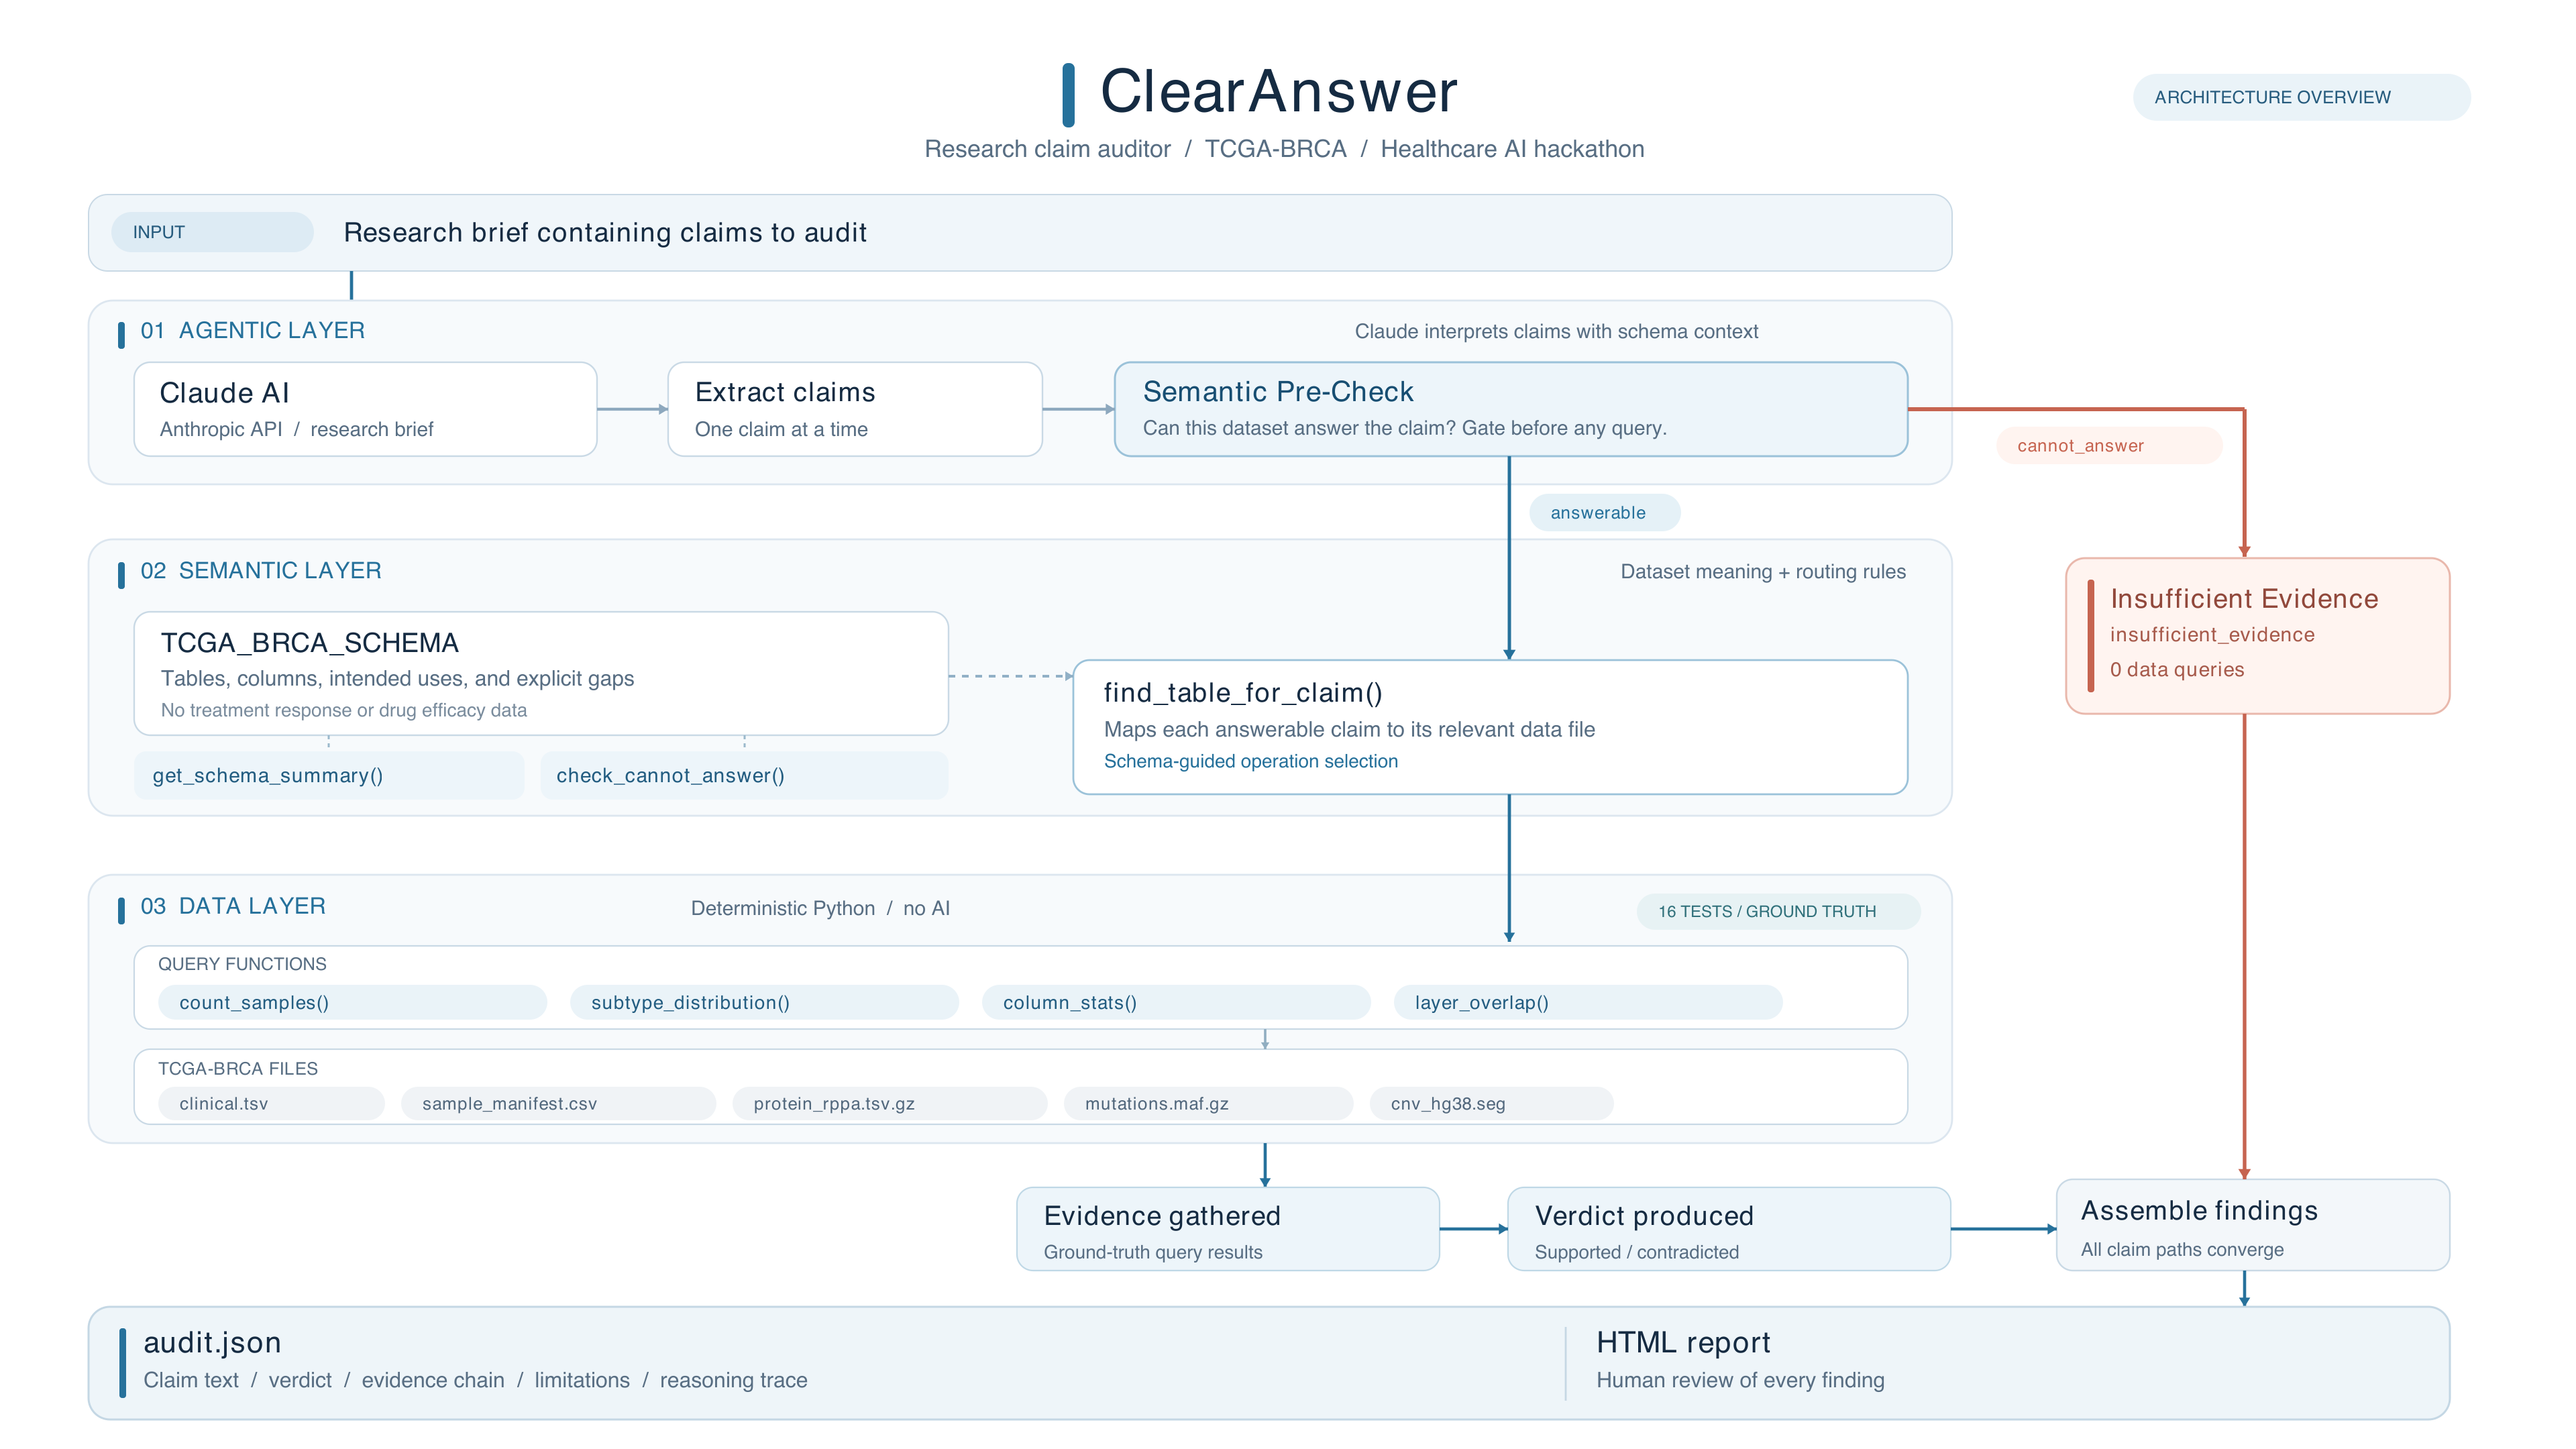 ClearAnswer
ARCHITECTURE OVERVIEW
Research claim auditor / TCGA-BRCA / Healthcare AI hackathon
INPUT
Research brief containing claims to audit
01 AGENTIC LAYER
Claude interprets claims with schema context
Claude AI
Anthropic API / research brief
Extract claims
One claim at a time
Semantic Pre-Check
Can this dataset answer the claim? Gate before any query.
cannot_answer
answerable
02 SEMANTIC LAYER
Dataset meaning + routing rules
TCGA_BRCA_SCHEMA
Tables, columns, intended uses, and explicit gaps
No treatment response or drug efficacy data
get_schema_summary()
check_cannot_answer()
find_table_for_claim()
Maps each answerable claim to its relevant data file
Schema-guided operation selection
Insufficient Evidence
insufficient_evidence
0 data queries
03 DATA LAYER
Deterministic Python / no AI
16 TESTS / GROUND TRUTH
QUERY FUNCTIONS
count_samples()
subtype_distribution()
column_stats()
layer_overlap()
TCGA-BRCA FILES
clinical.tsv
sample_manifest.csv
protein_rppa.tsv.gz
mutations.maf.gz
cnv_hg38.seg
Evidence gathered
Ground-truth query results
Verdict produced
Supported / contradicted
Assemble findings
All claim paths converge
audit.json
Claim text / verdict / evidence chain / limitations / reasoning trace
HTML report
Human review of every finding